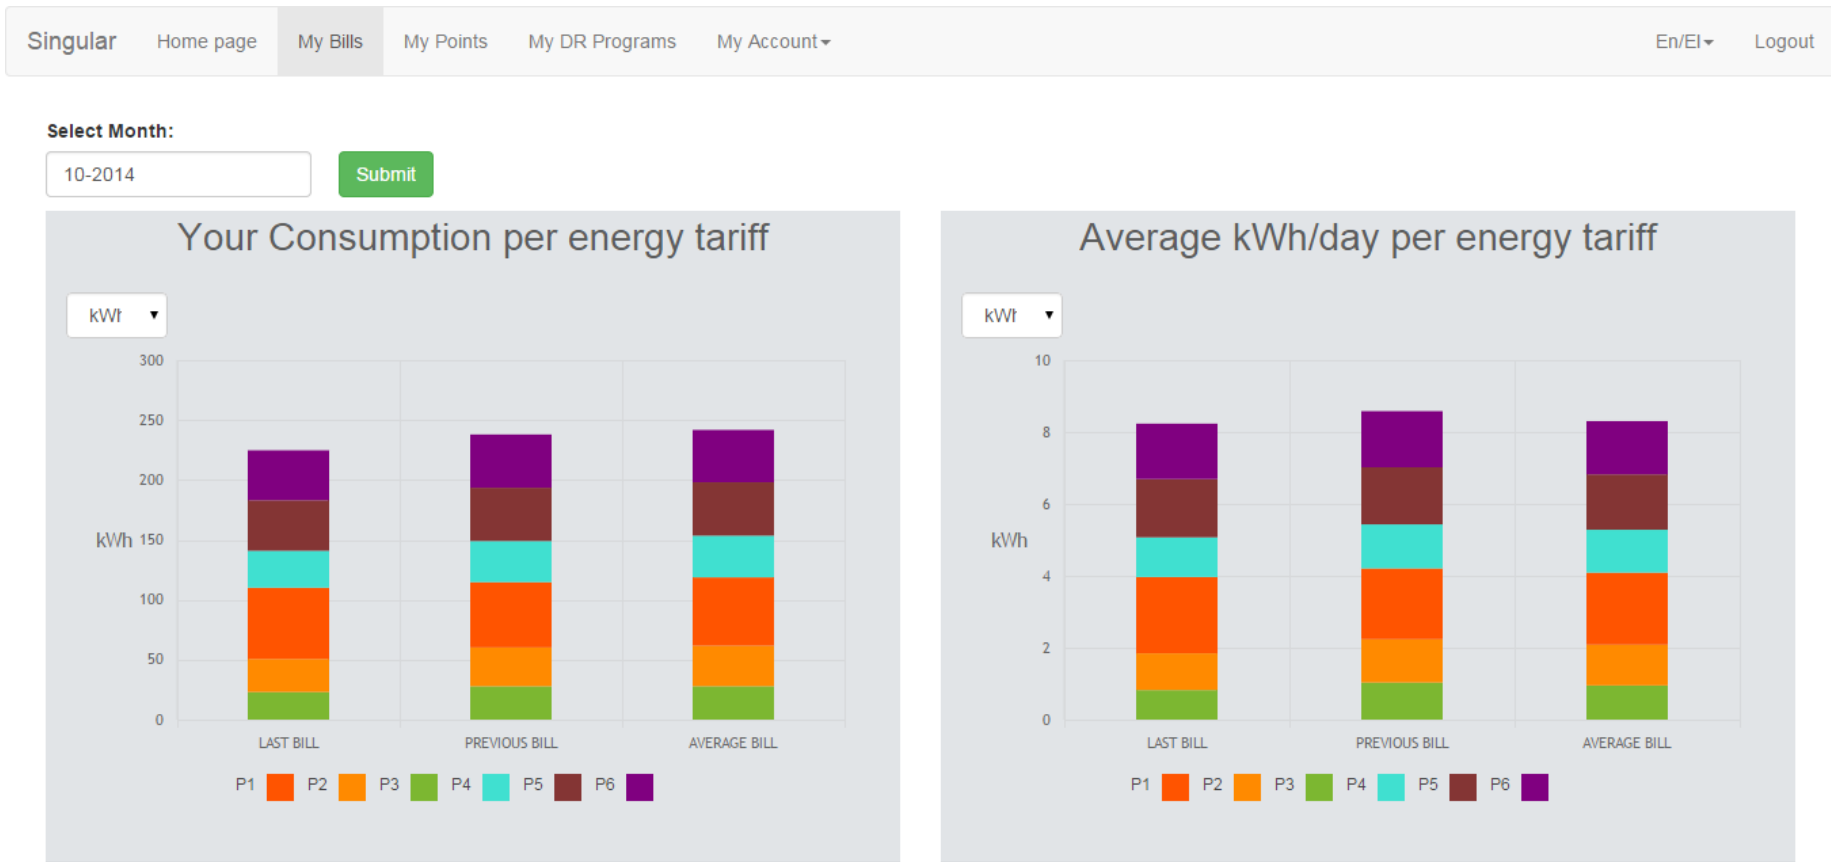 Singular Home page My Bills My Points My DR Programs My Account En/El Logout
Select Month:
10-2014 Submit
Your Consumption per energy tariff
kWh
300
250
200
kWh 150
100
50
0
LAST BILL PREVIOUS BILL AVERAGE BILL
P1 P2 P3 P4 P5 P6
Average kWh/day per energy tariff
kWh
10
8
6
kWh
4
2
0
LAST BILL PREVIOUS BILL AVERAGE BILL
P1 P2 P3 P4 P5 P6